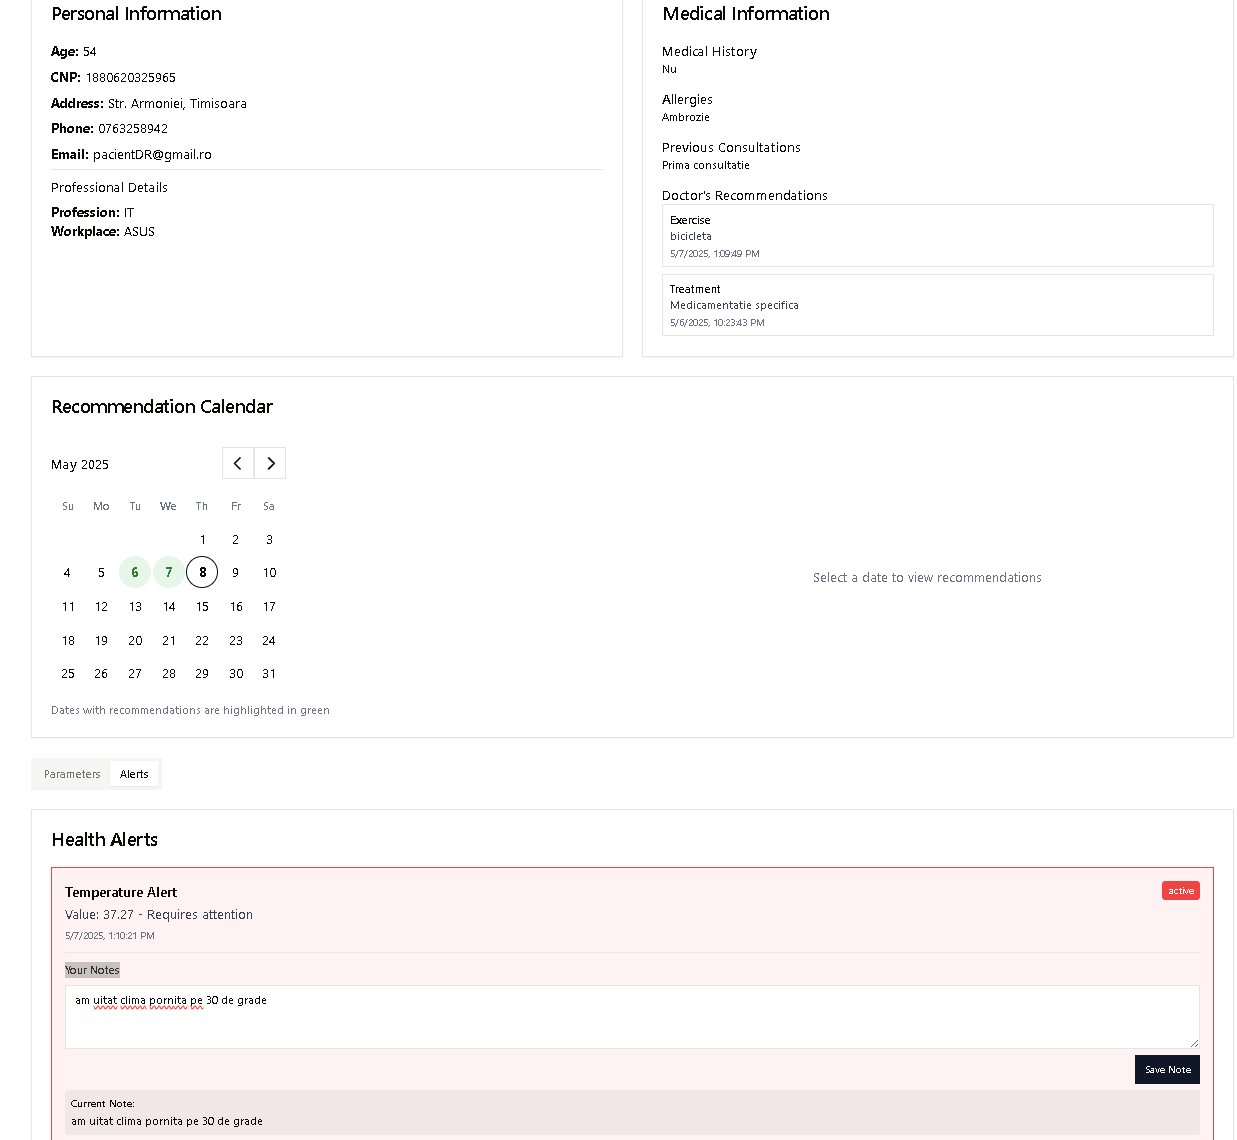 Personal Information
Age: 54
CNP: 1880620325965
Address: Str. Armoniei, Timisoara
Phone: 0763258942
Email: pacientDR@gmail.ro
Professional Details
Profession: IT
Workplace: ASUS
Medical Information
Medical History
Nu
Allergies
Ambrozie
Previous Consultations
Prima consultatie
Doctor's Recommendations
Exercise
bicicleta
5/7/2025, 1:09:49 PM
Treatment
Medicamentatie specifica
5/6/2025, 10:23:43 PM
Recommendation Calendar
May 2025
Su Mo Tu We Th Fr Sa
1 2 3
4 5 6 7 8 9 10
11 12 13 14 15 16 17
18 19 20 21 22 23 24
25 26 27 28 29 30 31
Dates with recommendations are highlighted in green
Select a date to view recommendations
Parameters Alerts
Health Alerts
Temperature Alert
active
Value: 37.27 - Requires attention
5/7/2025, 1:10:21 PM
Your Notes
am uitat clima pornita pe 30 de grade
Save Note
Current Note:
am uitat clima pornita pe 30 de grade